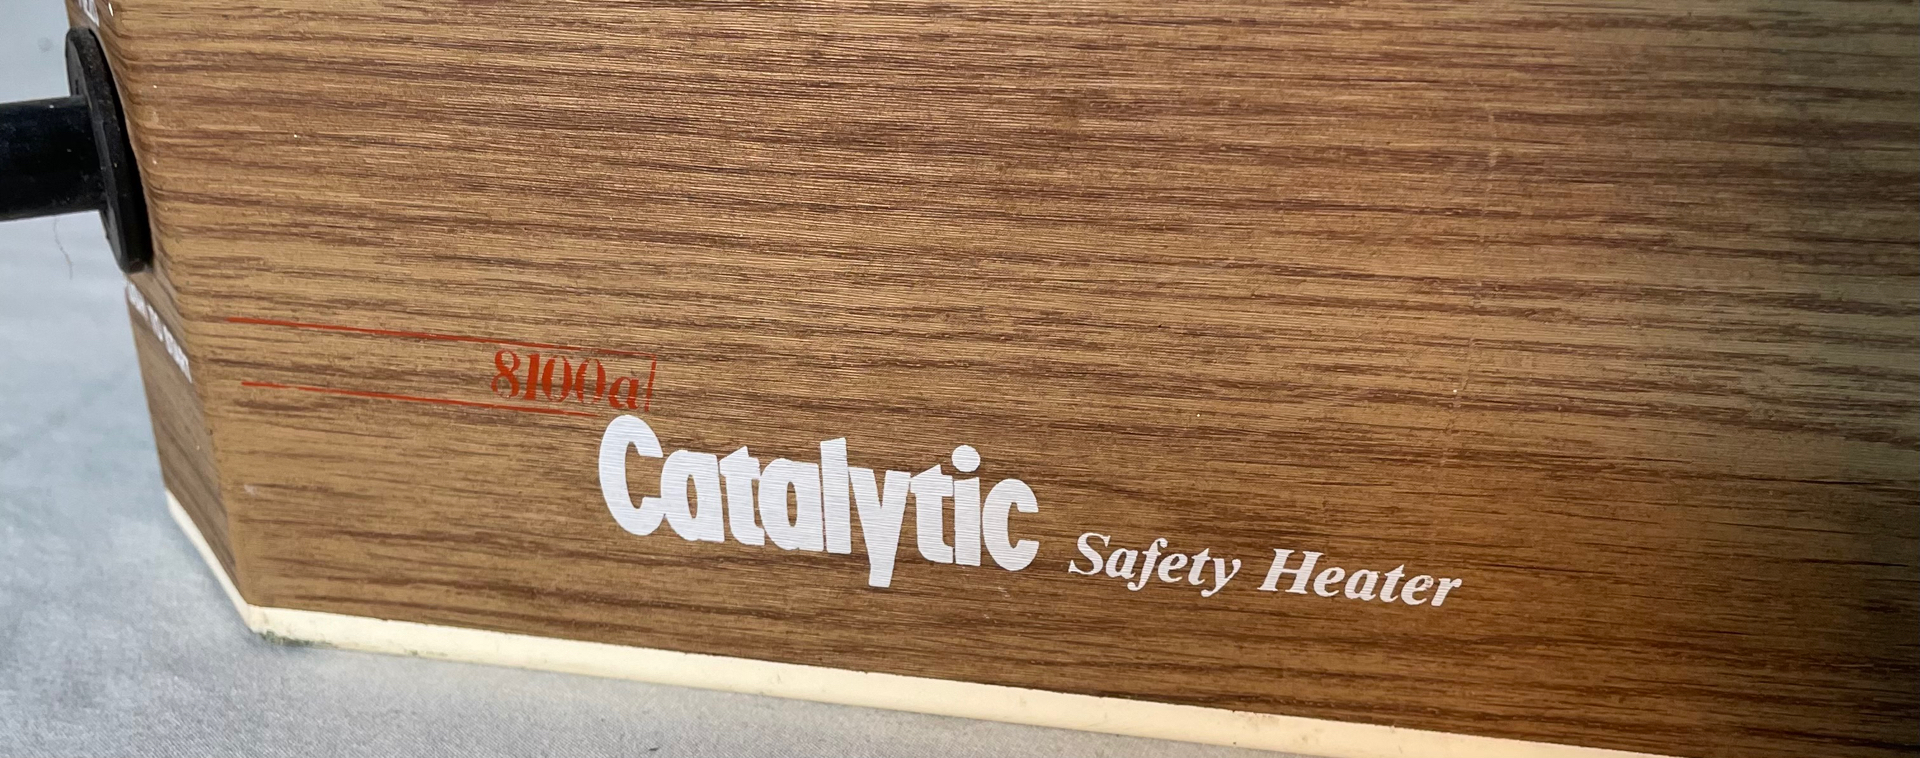 8100a
Catalytic Safety Heater